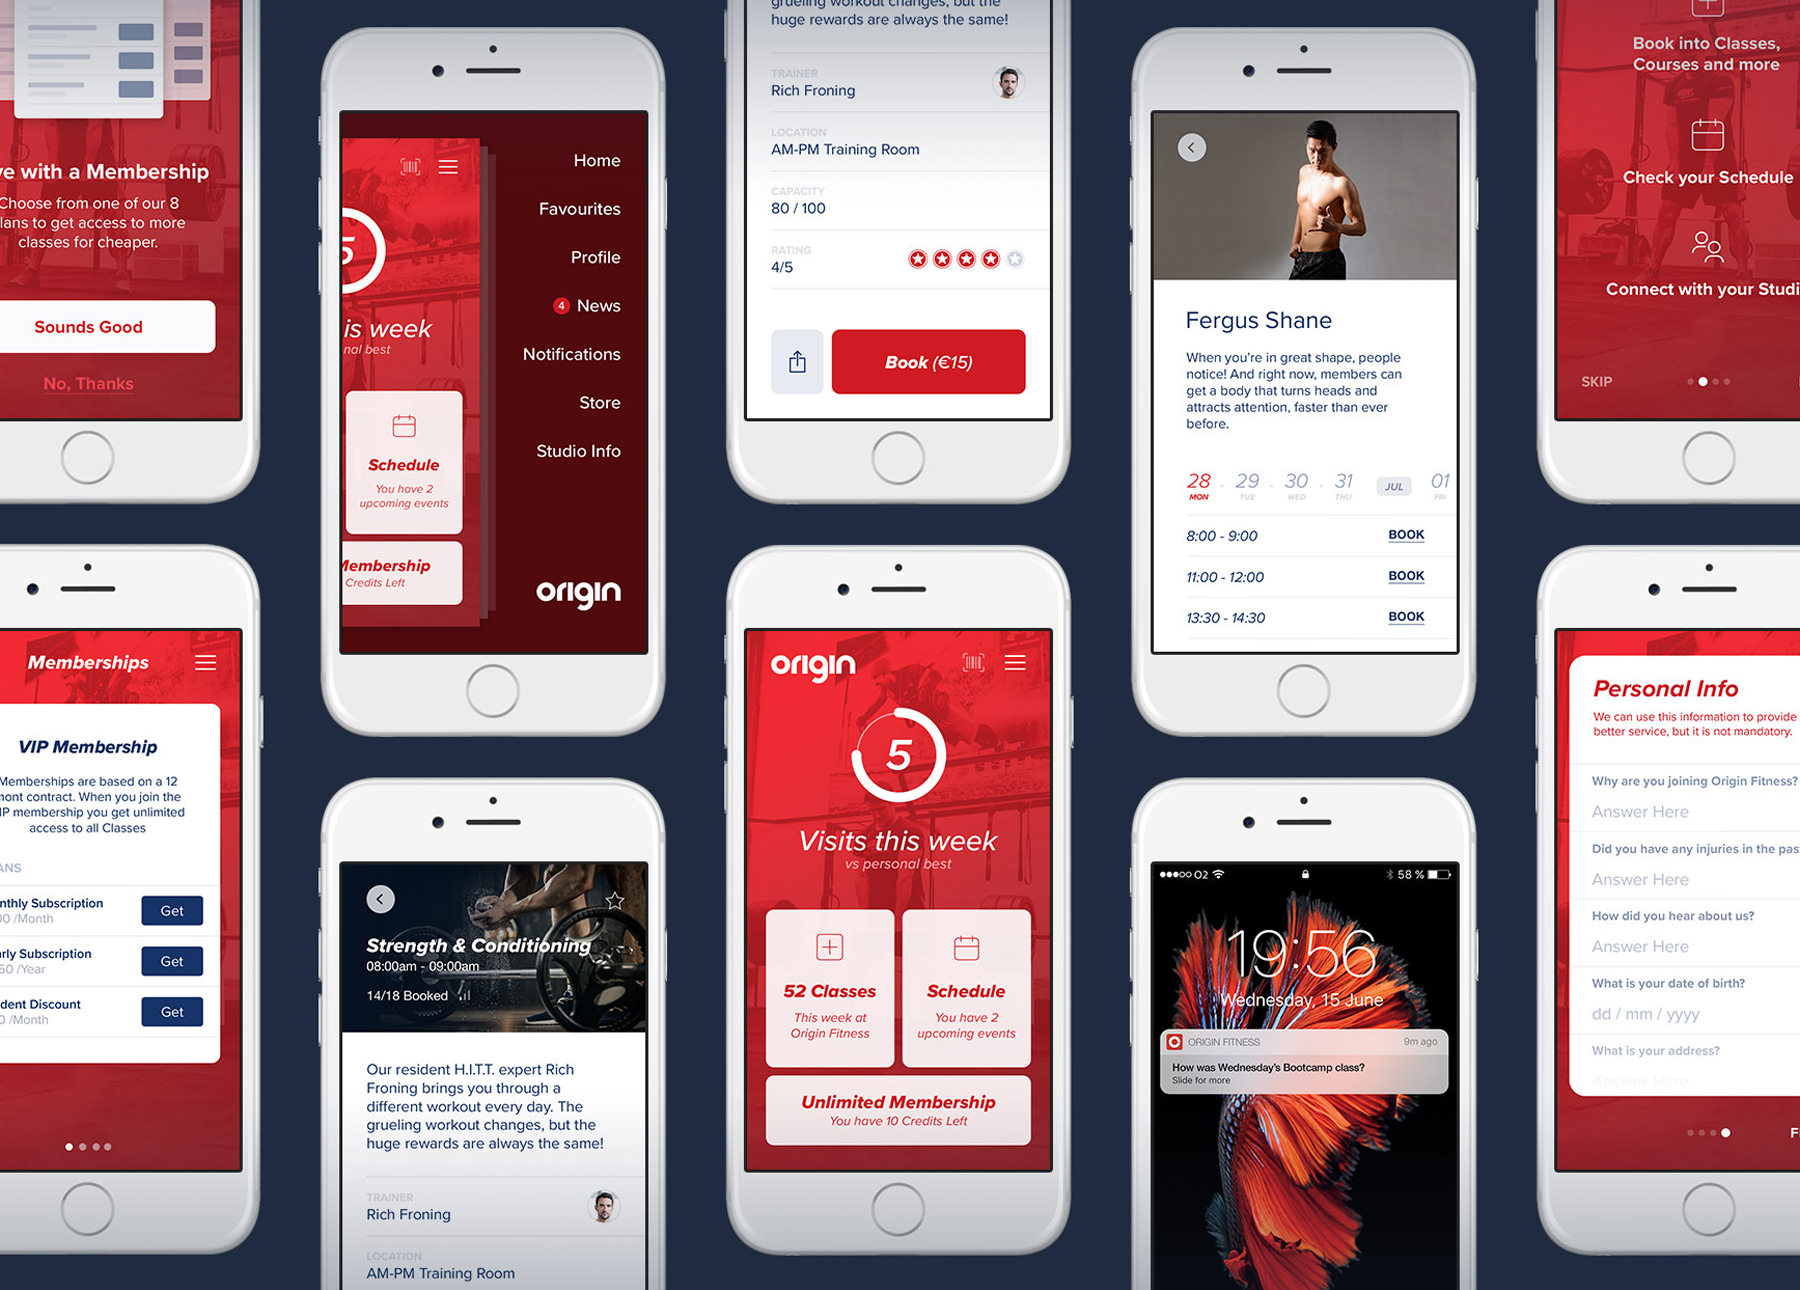 ve with a Membership
Choose from one of our 8
lans to get access to more
classes for cheaper.
Sounds Good
No, Thanks
Memberships
VIP Membership
Memberships are based on a 12
mont contract. When you join the
IP membership you get unlimited
access to all Classes
ANS
nthly Subscription
00 /Month
Get
rly Subscription
50 /Year
Get
dent Discount
0 /Month
Get
5
is week
nal best
Schedule
You have 2
upcoming events
Membership
Credits Left
Home
Favourites
Profile
4 News
Notifications
Store
Studio Info
origin
Strength & Conditioning
08:00am - 09:00am
14/18 Booked
Our resident H.I.T.T. expert Rich
Froning brings you through a
different workout every day. The
grueling workout changes, but the
huge rewards are always the same!
TRAINER
Rich Froning
LOCATION
AM-PM Training Room
grueling workout changes, but the
huge rewards are always the same!
TRAINER
Rich Froning
LOCATION
AM-PM Training Room
CAPACITY
80 / 100
RATING
4/5
Book (€15)
origin
5
Visits this week
vs personal best
52 Classes
This week at
Origin Fitness
Schedule
You have 2
upcoming events
Unlimited Membership
You have 10 Credits Left
Fergus Shane
When you're in great shape, people
notice! And right now, members can
get a body that turns heads and
attracts attention, faster than ever
before.
28 29 30 31 JUL 01
MON TUE WED THU FRI
8:00 - 9:00 BOOK
11:00 - 12:00 BOOK
13:30 - 14:30 BOOK
O2 58 %
19:56
Wednesday, 15 June
ORIGIN FITNESS 9m ago
How was Wednesday's Bootcamp class?
Slide for more
Book into Classes,
Courses and more
Check your Schedule
Connect with your Studi
SKIP
Personal Info
We can use this information to provide
better service, but it is not mandatory.
Why are you joining Origin Fitness?
Answer Here
Did you have any injuries in the pas
Answer Here
How did you hear about us?
Answer Here
What is your date of birth?
dd / mm / yyyy
What is your address?
Answer Here
F